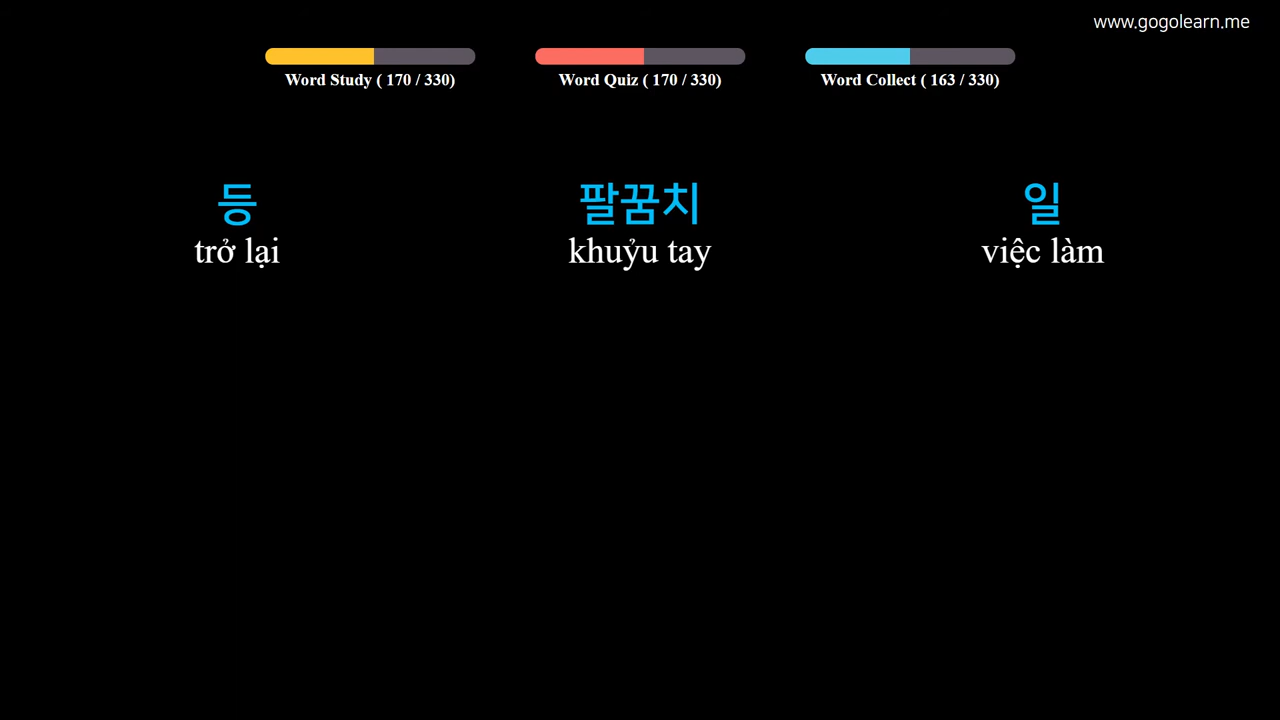 www.gogolearn.me
Word Study ( 170 / 330)
Word Quiz ( 170 / 330)
Word Collect ( 163 / 330)
등
trở lại
팔꿈치
khuỷu tay
일
việc làm